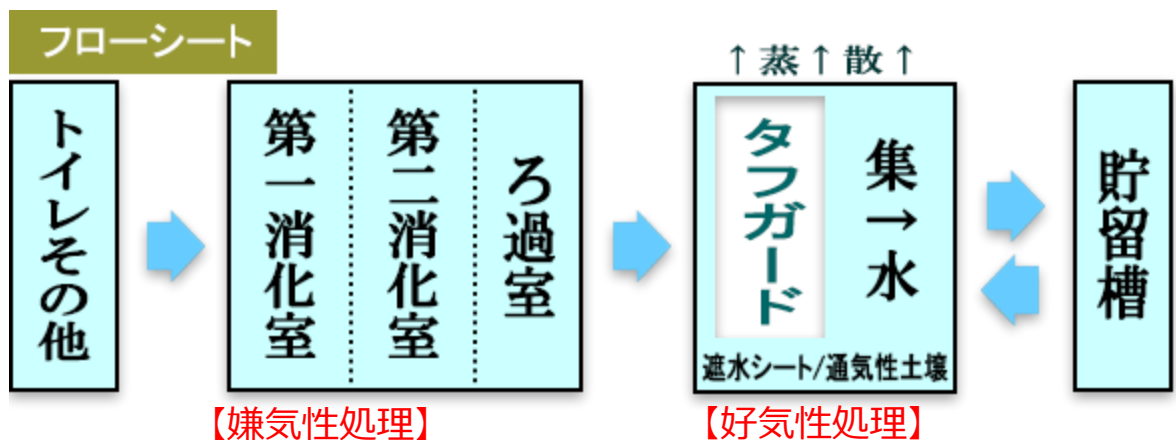 フローシート
トイレその他
第一消化室
第二消化室
ろ過室
↑蒸↑散↑
タフガード
集→水
遮水シート/通気性土壌
貯留槽
【嫌気性処理】
【好気性処理】